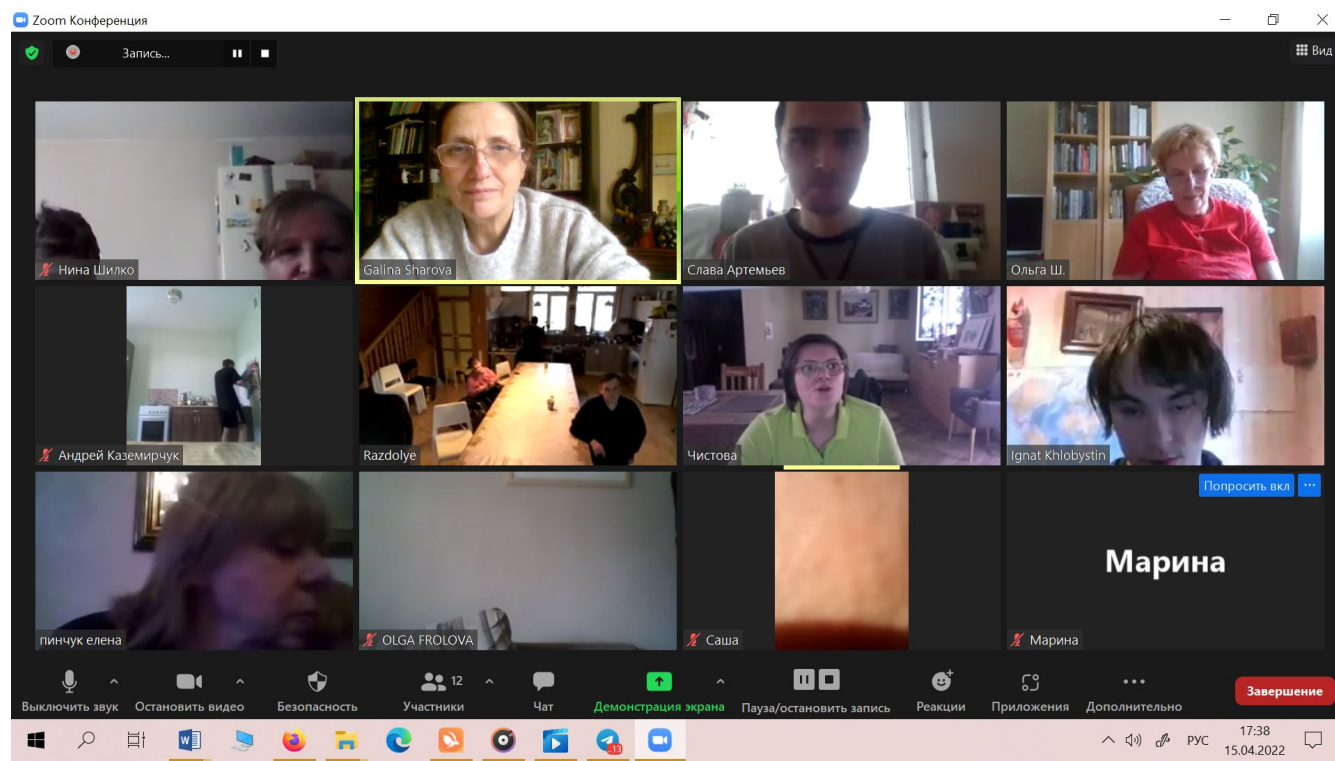 Zoom Конференция
Запись...
Вид
Нина Шилко
Galina Sharova
Слава Артемьев
Ольга Ш.
Андрей Каземирчук
Razdolye
Чистова
Ignat Khlobystin
Попросить вкл
Марина
пинчук елена
OLGA FROLOVA
Саша
Марина
12
Выключить звук
Остановить видео
Безопасность
Участники
Чат
Демонстрация экрана
Пауза/остановить запись
Реакции
Приложения
Дополнительно
Завершение
W
13
РУС
17:38
15.04.2022